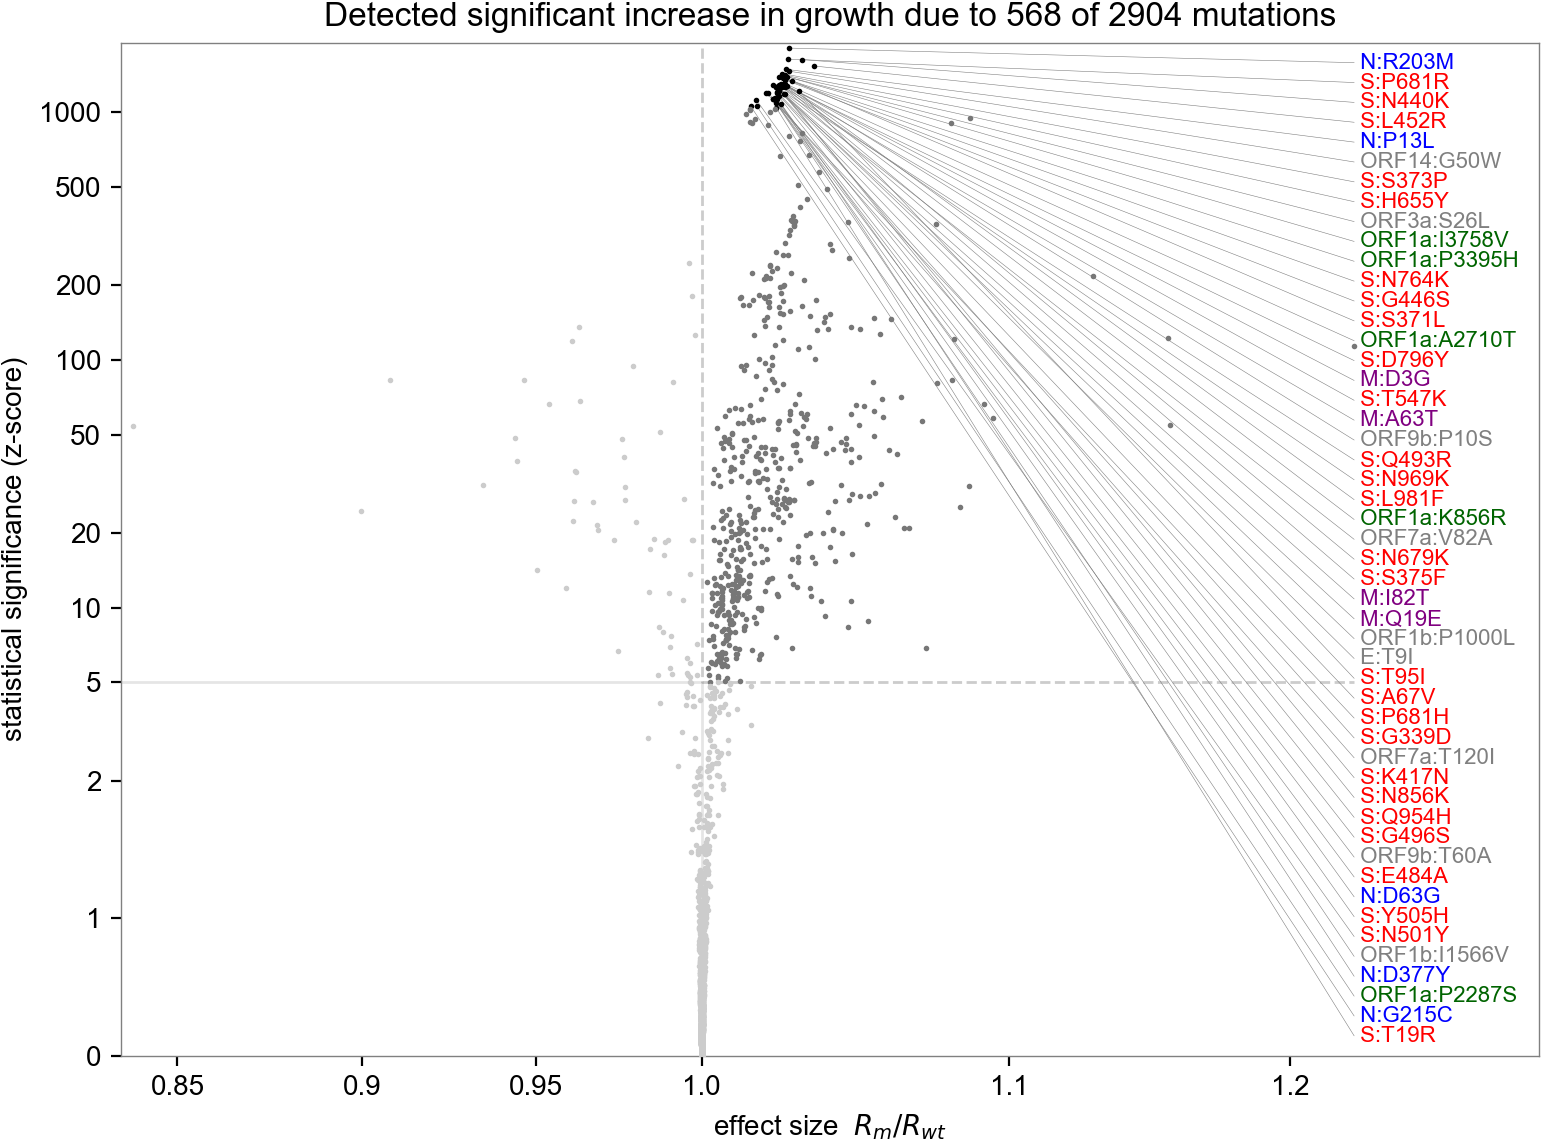 Detected significant increase in growth due to 568 of 2904 mutations
statistical significance (z-score)
1000
500
200
100
50
20
10
5
2
1
0
N:R203M
S:P681R
S:N440K
S:L452R
N:P13L
ORF14:G50W
S:S373P
S:H655Y
ORF3a:S26L
ORF1a:I3758V
ORF1a:P3395H
S:N764K
S:G446S
S:S371L
ORF1a:A2710T
S:D796Y
M:D3G
S:T547K
M:A63T
ORF9b:P10S
S:Q493R
S:N969K
S:L981F
ORF1a:K856R
ORF7a:V82A
S:N679K
S:S375F
M:I82T
M:Q19E
ORF1b:P1000L
E:T9I
S:T95I
S:A67V
S:P681H
S:G339D
ORF7a:T120I
S:K417N
S:N856K
S:Q954H
S:G496S
ORF9b:T60A
S:E484A
N:D63G
S:Y505H
S:N501Y
ORF1b:I1566V
N:D377Y
ORF1a:P2287S
N:G215C
S:T19R
0.85 0.9 0.95 1.0 1.1 1.2
effect size R_m/R_wt